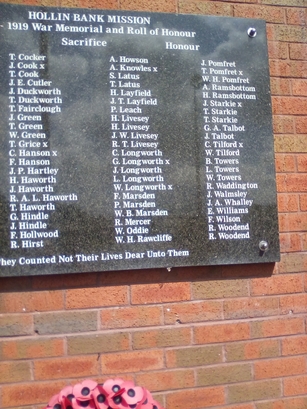 HOLLIN BANK MISSION
- 1919 War Memorial and Roll of Honour
Sacrifice Honour
T. Cocker
J. Cook x
T. Cook
J. E. Cutler
J. Duckworth
T. Duckworth
T. Fairclough
J. Green
T. Green
W. Green
T. Grice x
C. Hanson x
F. Hanson
J. P. Hartley
H. Haworth
J. Haworth
R. A. L. Haworth
T. Haworth
G. Hindle
J. Hindle
F. Hollwood
R. Hirst
A. Howson
A. Knowles x
S. Latus
T. Latus
H. Layfield
J. T. Layfield
P. Leach
H. Livesey
H. Livesey
J. W. Livesey
R. T. Livesey
C. Longworth
G. Longworth x
J. Longworth
L. Longworth
W. Longworth x
F. Marsden
P. Marsden
W. B. Marsden
R. Mercer
W. Oddie
W. H. Rawcliffe
J. Pomfret
T. Pomfret x
W. H. Pomfret
A. Ramsbottom
H. Ramsbottom
J. Starkie x
T. Starkie
T. Starkie
G. A. Talbot
J. Talbot
C. Tilford x
W. Tilford
B. Towers
L. Towers
W. Towers
R. Waddington
J. Walmsley
J. A. Whalley
E. Williams
F. Wilson
R. Woodend
R. Woodend
hey Counted Not Their Lives Dear Unto Them